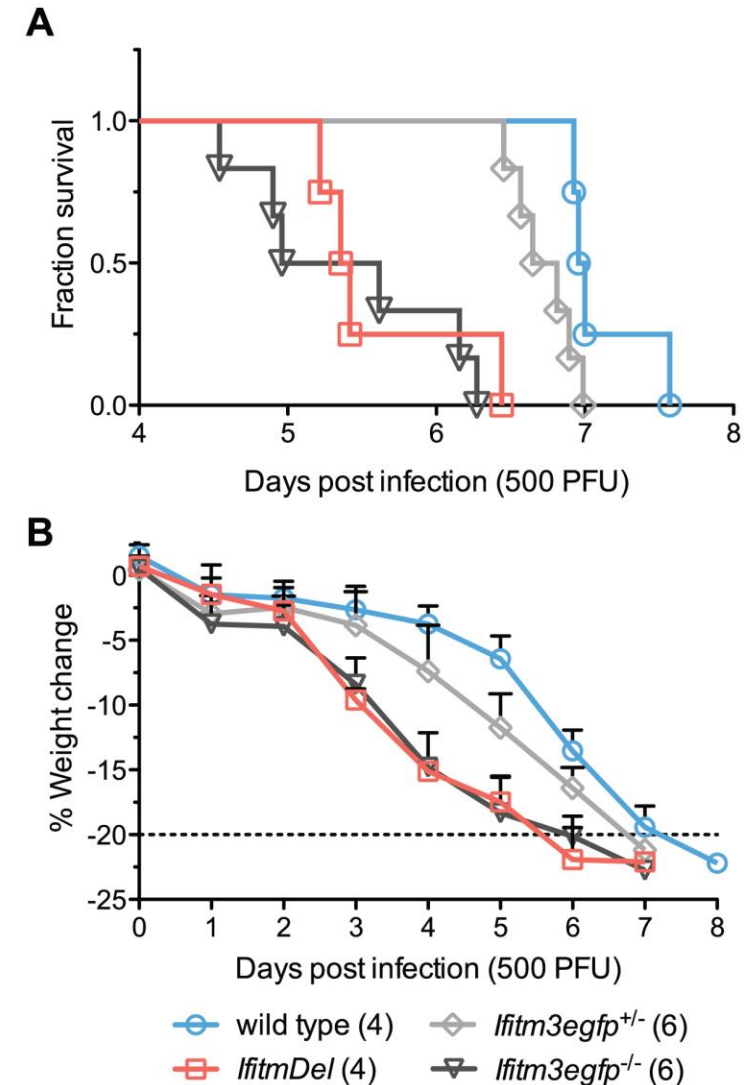 A
Fraction survival
1.0
0.5
0.0
4 5 6 7 8
Days post infection (500 PFU)
B
% Weight change
0
-5
-10
-15
-20
-25
0 1 2 3 4 5 6 7 8
Days post infection (500 PFU)
wild type (4) Ifitm3egfp+/- (6)
IfitmDel (4) Ifitm3egfp-/- (6)